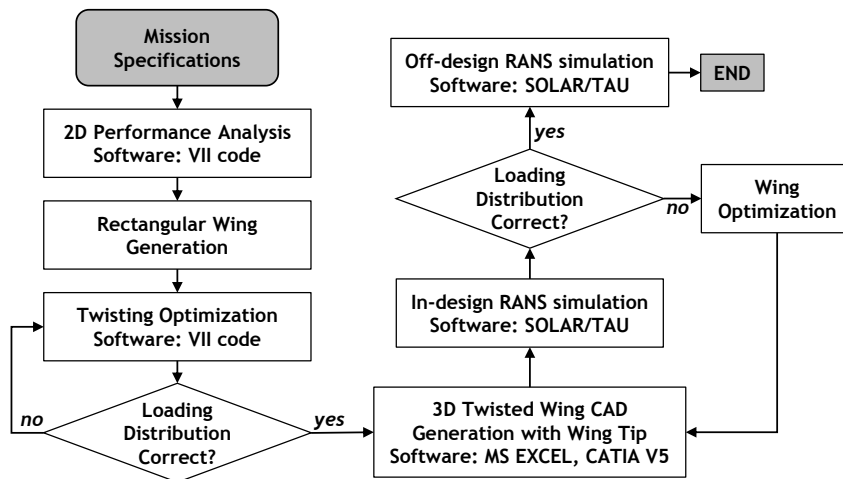 Mission
Specifications
2D Performance Analysis
Software: VII code
Rectangular Wing
Generation
Twisting Optimization
Software: VII code
no
Loading
Distribution
Correct?
yes
3D Twisted Wing CAD
Generation with Wing Tip
Software: MS EXCEL, CATIA V5
In-design RANS simulation
Software: SOLAR/TAU
Loading
Distribution
Correct?
no
Wing
Optimization
yes
Off-design RANS simulation
Software: SOLAR/TAU
END